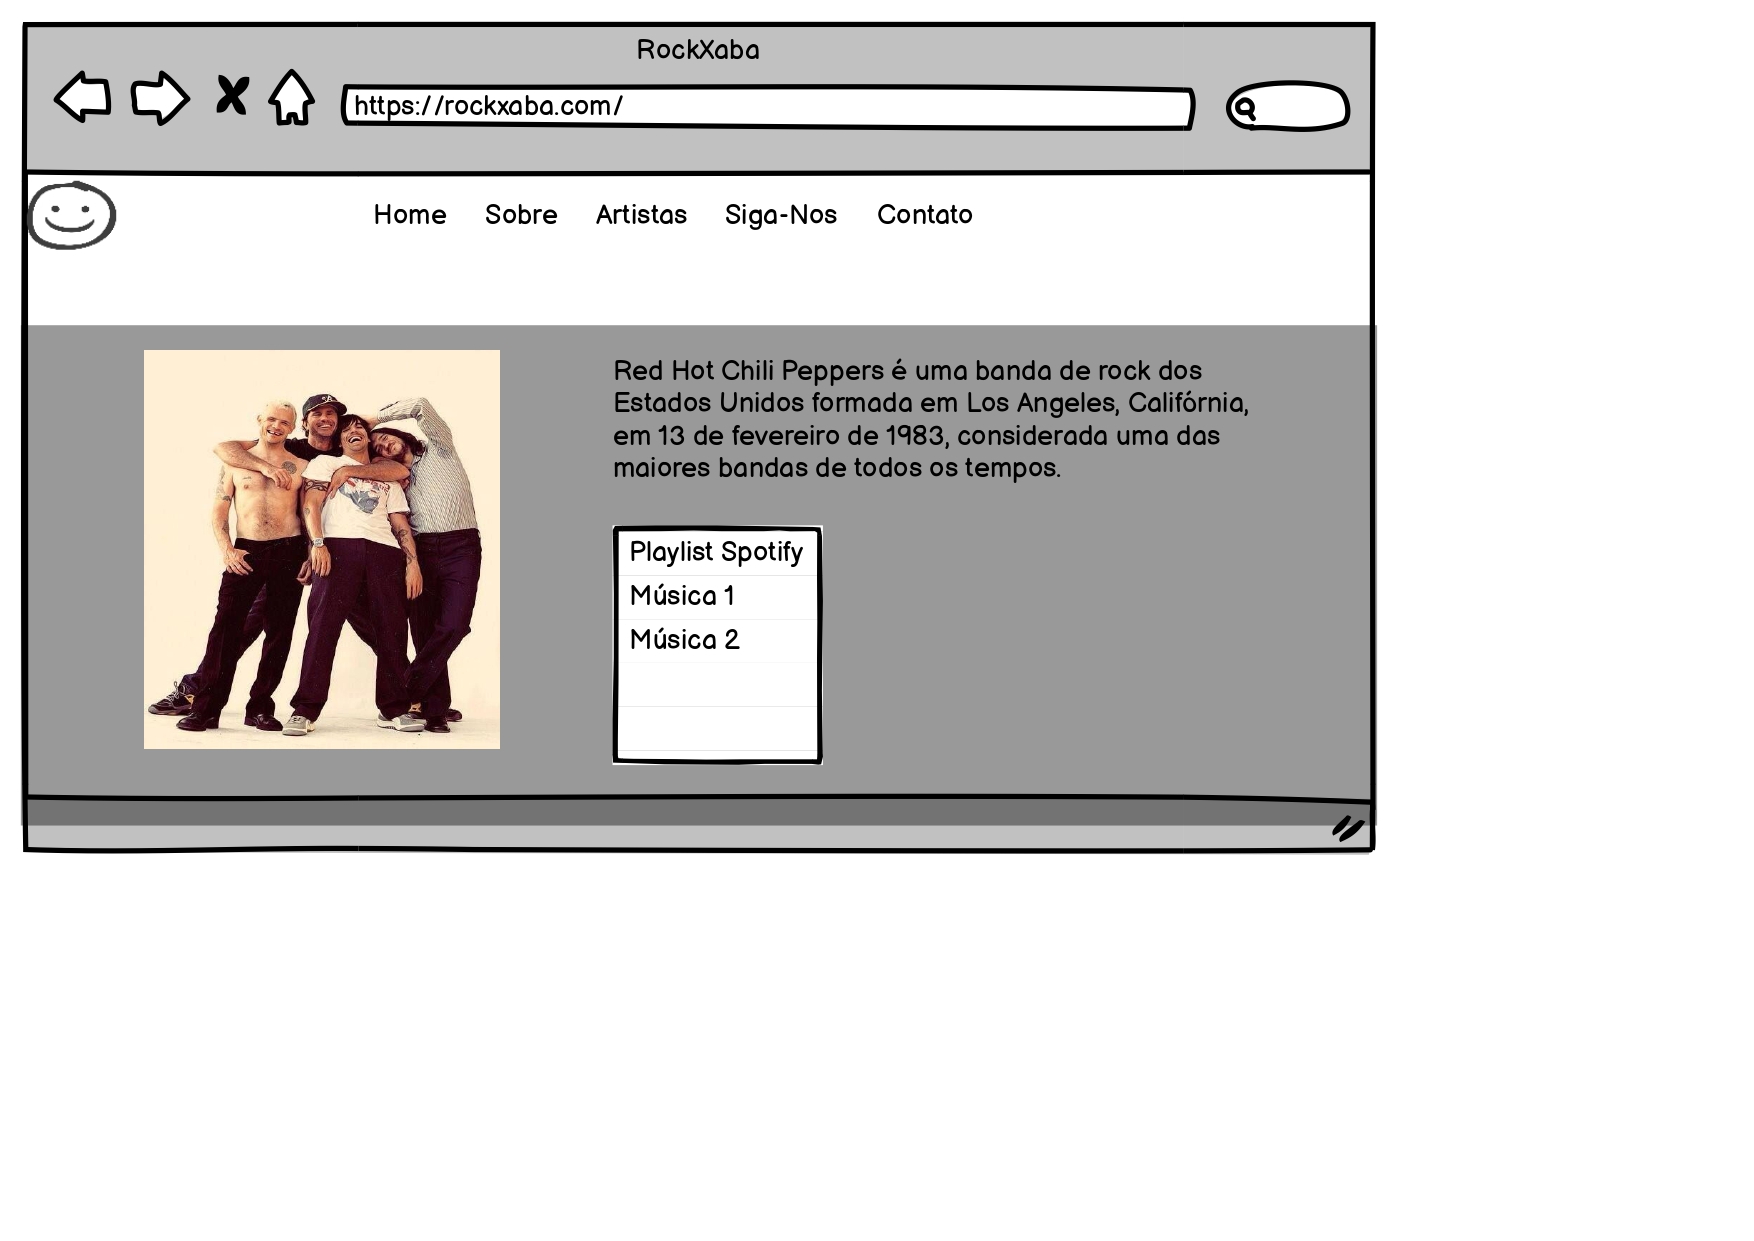 RockXaba
https://rockxaba.com/
Home Sobre Artistas Siga-Nos Contato
Red Hot Chili Peppers é uma banda de rock dos
Estados Unidos formada em Los Angeles, Califórnia,
em 13 de fevereiro de 1983, considerada uma das
maiores bandas de todos os tempos.
Playlist Spotify
Música 1
Música 2